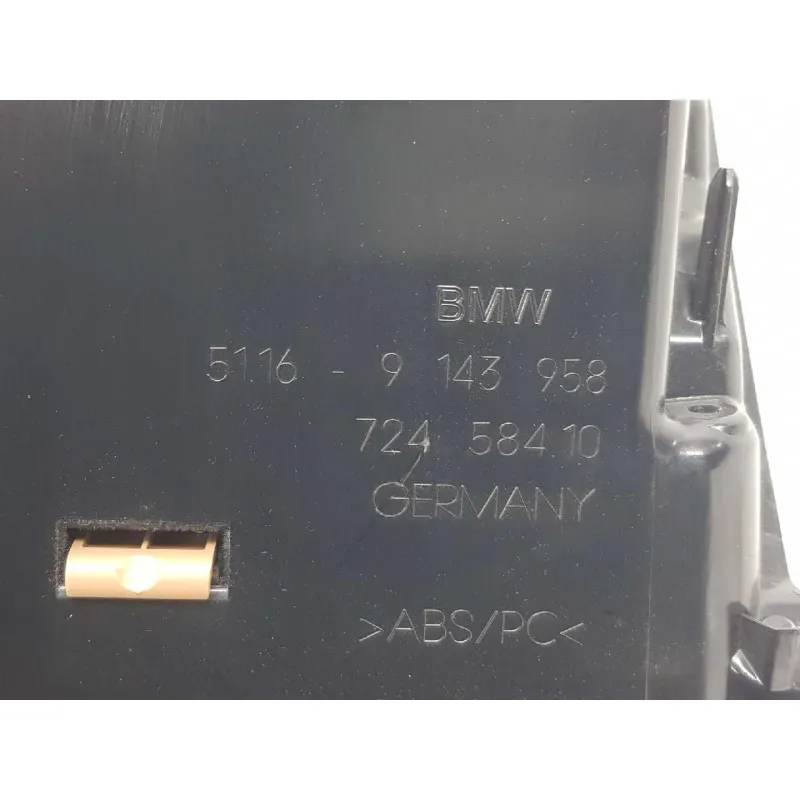 BMW
51.16 - 9 143 958
724 584.10
GERMANY
>ABS/PC<